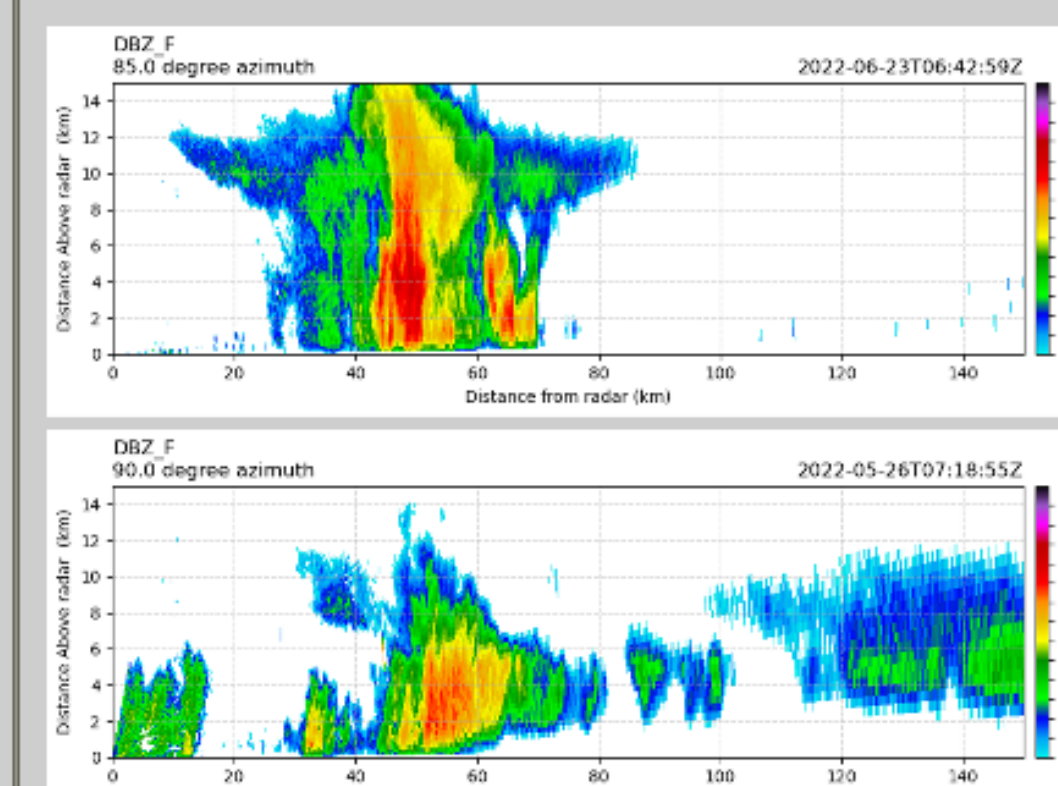 DBZ_F
85.0 degree azimuth 2022-06-23T06:42:59Z
Distance Above radar (km)
14
12
10
8
6
4
2
0
0 20 40 60 80 100 120 140
Distance from radar (km)
DBZ_F
90.0 degree azimuth 2022-05-26T07:18:55Z
Distance Above radar (km)
14
12
10
8
6
4
2
0
0 20 40 60 80 100 120 140